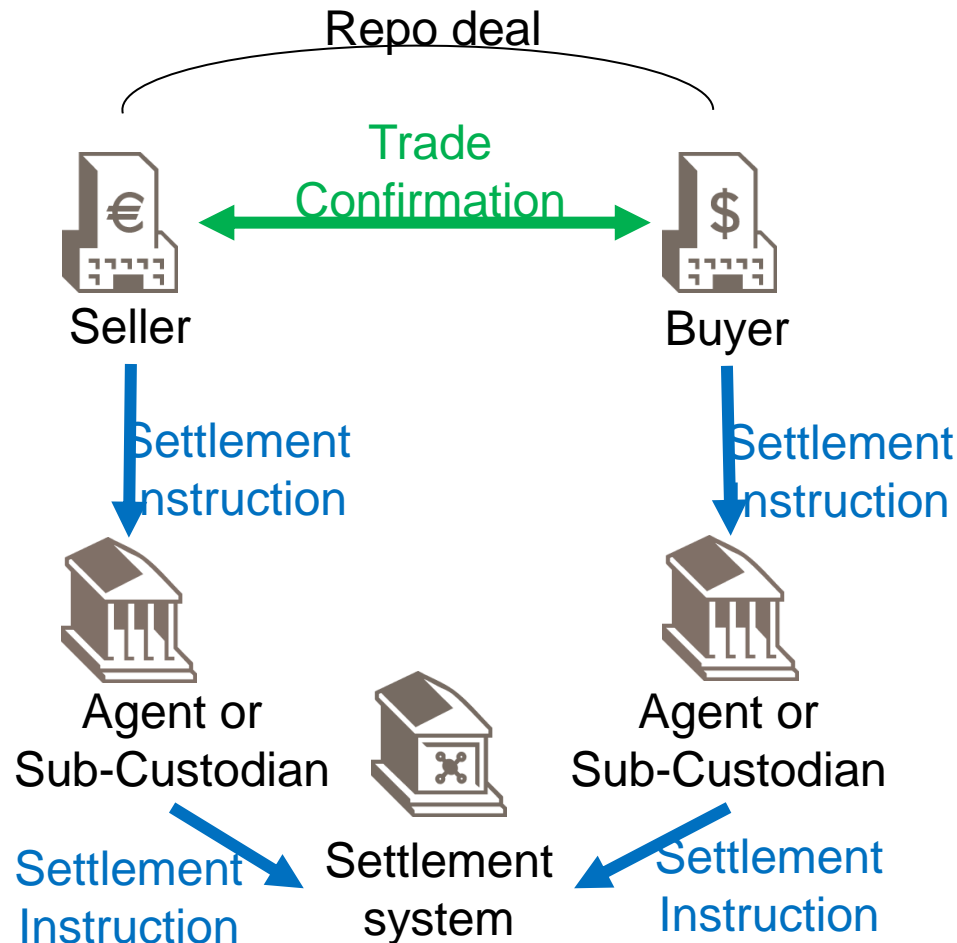 Repo deal
Trade
Confirmation
€
$
Seller
Buyer
Settlement
Instruction
Settlement
Instruction
Agent or
Sub-Custodian
Agent or
Sub-Custodian
Settlement
Instruction
Settlement
system
Settlement
Instruction